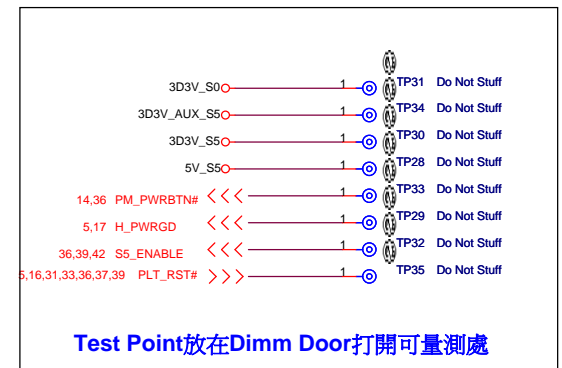 3D3V_S0 1 TP31 Do Not Stuff
3D3V_AUX_S5 1 TP34 Do Not Stuff
3D3V_S5 1 TP30 Do Not Stuff
5V_S5 1 TP28 Do Not Stuff
14,36 PM_PWRBTN# 1 TP33 Do Not Stuff
5,17 H_PWRGD 1 TP29 Do Not Stuff
36,39,42 S5_ENABLE 1 TP32 Do Not Stuff
5,16,31,33,36,37,39 PLT_RST# 1 TP35 Do Not Stuff
Test Point放在Dimm Door打開可量測處